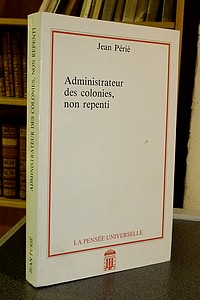 Jean Périé
Administrateur
des colonies,
non repenti
LA PENSÉE UNIVERSELLE
JEAN PÉRIÉ
ADMINISTRATEUR DES COLONIES, NON REPENTI